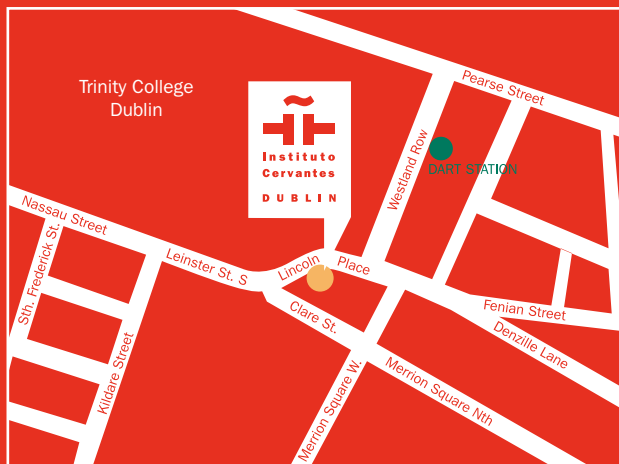 Trinity College
Dublin
Pearse Street
Instituto
Cervantes
DUBLIN
Westland Row
DART STATION
Nassau Street
Sth. Frederick St.
Leinster St. S
Lincoln Place
Clare St.
Kildare Street
Fenian Street
Denzille Lane
Merrion Square W.
Merrion Square Nth